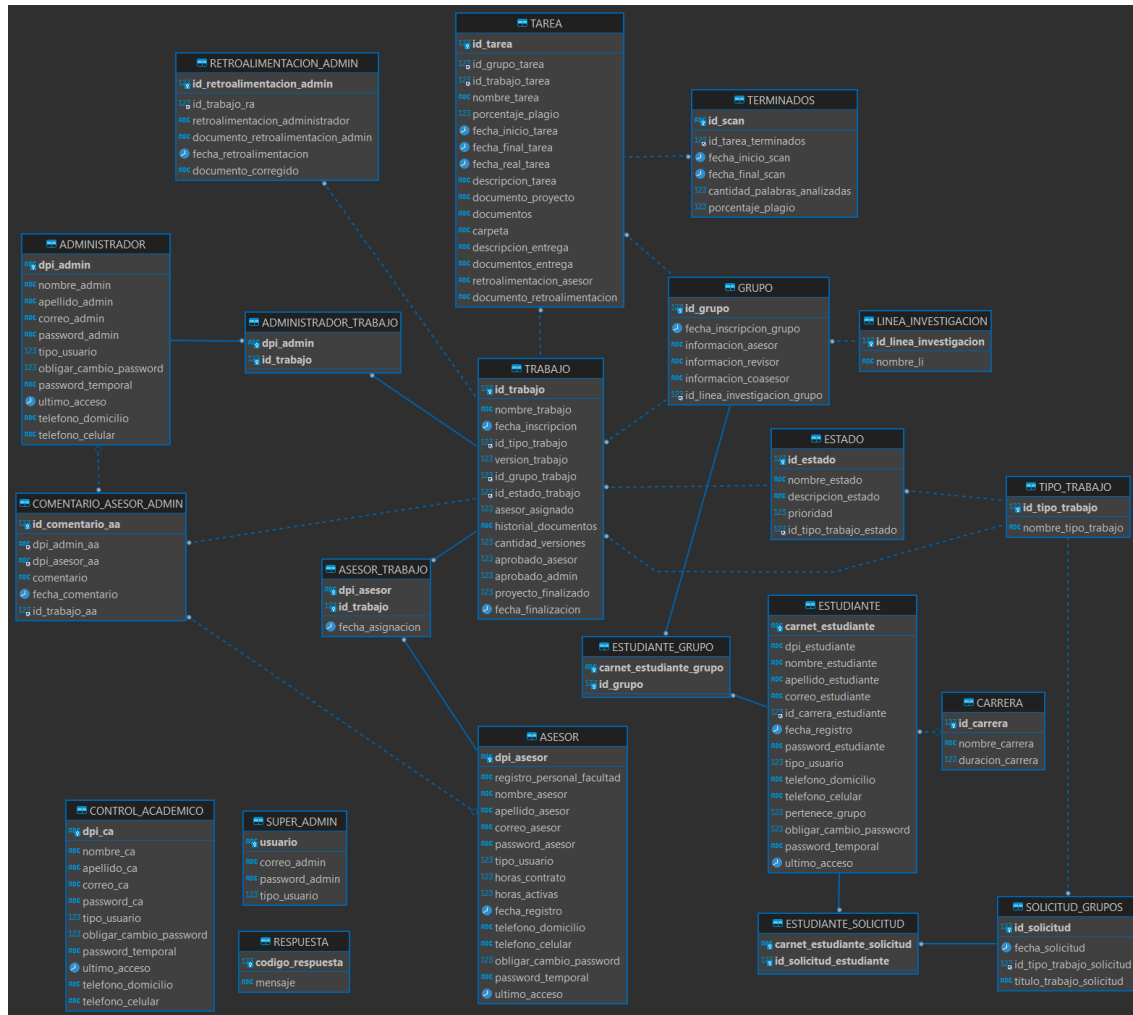 TAREA
id_tarea
id_grupo_tarea
id_trabajo_tarea
nombre_tarea
porcentaje_plagio
fecha_inicio_tarea
fecha_final_tarea
fecha_real_tarea
descripcion_tarea
documento_proyecto
documentos
carpeta
descripcion_entrega
documentos_entrega
retroalimentacion_asesor
documento_retroalimentacion
RETROALIMENTACION_ADMIN
id_retroalimentacion_admin
id_trabajo_ra
retroalimentacion_administrador
documento_retroalimentacion_admin
fecha_retroalimentacion
documento_corregido
TERMINADOS
id_scan
id_tarea_terminados
fecha_inicio_scan
fecha_final_scan
cantidad_palabras_analizadas
porcentaje_plagio
ADMINISTRADOR
dpi_admin
nombre_admin
apellido_admin
correo_admin
password_admin
tipo_usuario
obligar_cambio_password
password_temporal
ultimo_acceso
telefono_domicilio
telefono_celular
ADMINISTRADOR_TRABAJO
dpi_admin
id_trabajo
GRUPO
id_grupo
fecha_inscripcion_grupo
informacion_asesor
informacion_revisor
informacion_coasesor
id_linea_investigacion_grupo
LINEA_INVESTIGACION
id_linea_investigacion
nombre_li
TRABAJO
id_trabajo
nombre_trabajo
fecha_inscripcion
id_tipo_trabajo
version_trabajo
id_grupo_trabajo
id_estado_trabajo
asesor_asignado
historial_documentos
cantidad_versiones
aprobado_asesor
aprobado_admin
proyecto_finalizado
fecha_finalizacion
ESTADO
id_estado
nombre_estado
descripcion_estado
prioridad
id_tipo_trabajo_estado
TIPO_TRABAJO
id_tipo_trabajo
nombre_tipo_trabajo
COMENTARIO_ASESOR_ADMIN
id_comentario_aa
dpi_admin_aa
dpi_asesor_aa
comentario
fecha_comentario
id_trabajo_aa
ASESOR_TRABAJO
dpi_asesor
id_trabajo
fecha_asignacion
ESTUDIANTE_GRUPO
carnet_estudiante_grupo
id_grupo
ESTUDIANTE
carnet_estudiante
dpi_estudiante
nombre_estudiante
apellido_estudiante
correo_estudiante
id_carrera_estudiante
fecha_registro
password_estudiante
tipo_usuario
telefono_domicilio
telefono_celular
pertenece_grupo
obligar_cambio_password
password_temporal
ultimo_acceso
CARRERA
id_carrera
nombre_carrera
duracion_carrera
ASESOR
dpi_asesor
registro_personal_facultad
nombre_asesor
apellido_asesor
correo_asesor
password_asesor
tipo_usuario
horas_contrato
horas_activas
fecha_registro
telefono_domicilio
telefono_celular
obligar_cambio_password
password_temporal
ultimo_acceso
CONTROL_ACADEMICO
dpi_ca
nombre_ca
apellido_ca
correo_ca
password_ca
tipo_usuario
obligar_cambio_password
password_temporal
ultimo_acceso
telefono_domicilio
telefono_celular
SUPER_ADMIN
usuario
correo_admin
password_admin
tipo_usuario
RESPUESTA
codigo_respuesta
mensaje
ESTUDIANTE_SOLICITUD
carnet_estudiante_solicitud
id_solicitud_estudiante
SOLICITUD_GRUPOS
id_solicitud
fecha_solicitud
id_tipo_trabajo_solicitud
titulo_trabajo_solicitud